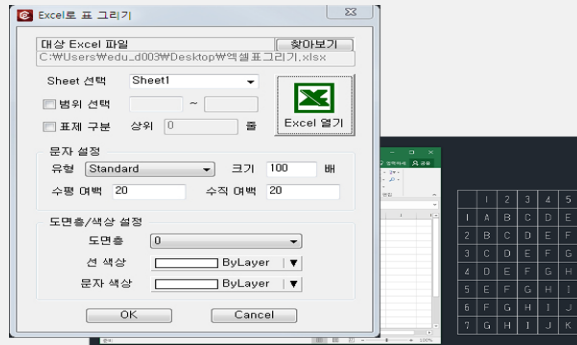 Excel로 표 그리기
대상 Excel 파일
찾아보기
C:₩Users₩edu_d003₩Desktop₩엑셀표그리기.xlsx
Sheet 선택 Sheet1
범위 선택 ~
표제 구분 상위 0 줄
Excel 열기
문자 설정
유형 Standard 크기 100 배
수평 여백 20 수직 여백 20
도면층/색상 설정
도면층 0
선 색상 ByLayer
문자 색상 ByLayer
OK Cancel
공유
100%
1 2 3 4 5
1 A B C D E
2 B C D E F
3 C D E F G
4 D E F G H
5 E F G H I
6 F G H I J
7 G H I J K